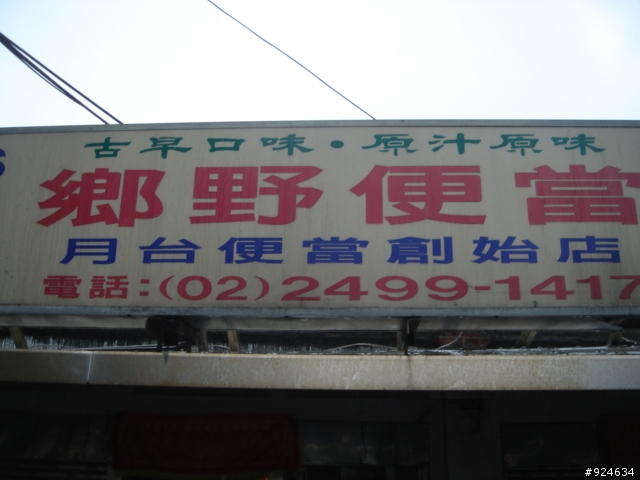 古早口味・原汁原味
鄉野便當
月台便當創始店
電話:(02)2499-1417
#924634